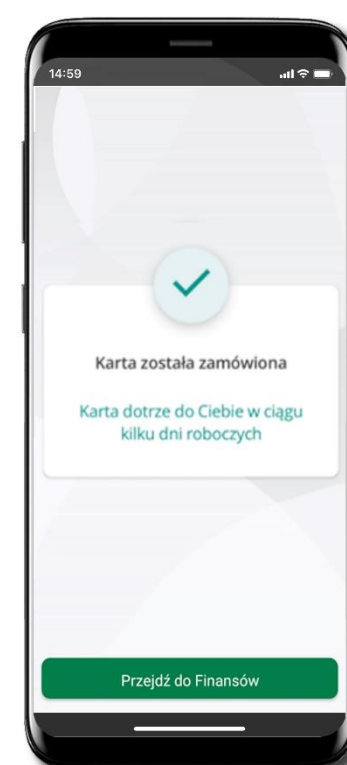 14:59
Karta została zamówiona
Karta dotrze do Ciebie w ciągu
kilku dni roboczych
Przejdź do Finansów